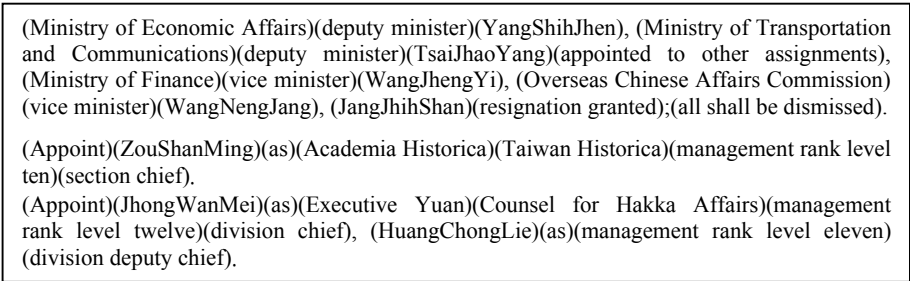 (Ministry of Economic Affairs)(deputy minister)(YangShihJhen), (Ministry of Transportation
and Communications)(deputy minister)(TsaiJhaoYang)(appointed to other assignments),
(Ministry of Finance)(vice minister)(WangJhengYi), (Overseas Chinese Affairs Commission)
(vice minister)(WangNengJang), (JangJhihShan)(resignation granted);(all shall be dismissed).
(Appoint)(ZouShanMing)(as)(Academia Historica)(Taiwan Historica)(management rank level
ten)(section chief).
(Appoint)(JhongWanMei)(as)(Executive Yuan)(Counsel for Hakka Affairs)(management
rank level twelve)(division chief), (HuangChongLie)(as)(management rank level eleven)
(division deputy chief).